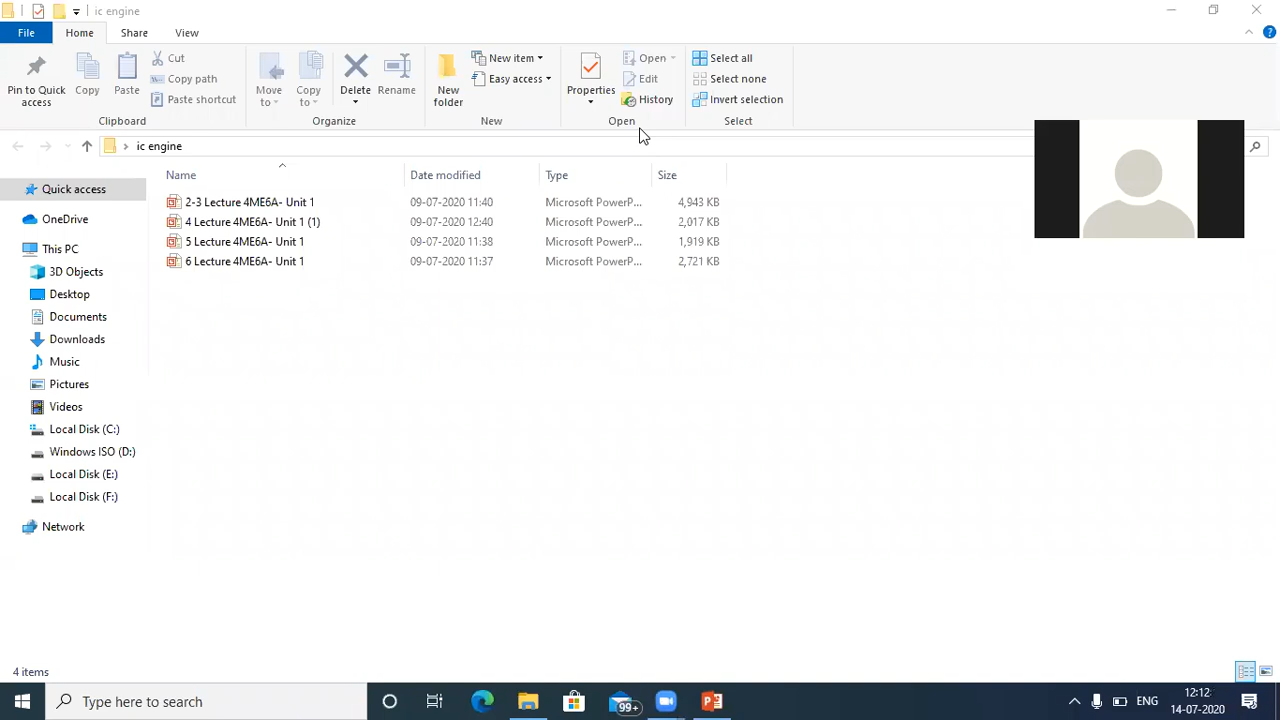 ic engine
File Home Share View
Pin to Quick access
Copy
Paste
Cut
Copy path
Paste shortcut
Clipboard
Move to
Copy to
Delete
Rename
Organize
New folder
New item
Easy access
New
Properties
Open
Edit
History
Open
Select all
Select none
Invert selection
Select
ic engine
Name Date modified Type Size
2-3 Lecture 4ME6A- Unit 1 09-07-2020 11:40 Microsoft PowerP... 4,943 KB
4 Lecture 4ME6A- Unit 1 (1) 09-07-2020 12:40 Microsoft PowerP... 2,017 KB
5 Lecture 4ME6A- Unit 1 09-07-2020 11:38 Microsoft PowerP... 1,919 KB
6 Lecture 4ME6A- Unit 1 09-07-2020 11:37 Microsoft PowerP... 2,721 KB
Quick access
OneDrive
This PC
3D Objects
Desktop
Documents
Downloads
Music
Pictures
Videos
Local Disk (C:)
Windows ISO (D:)
Local Disk (E:)
Local Disk (F:)
Network
4 items
Type here to search
99+
ENG
12:12
14-07-2020